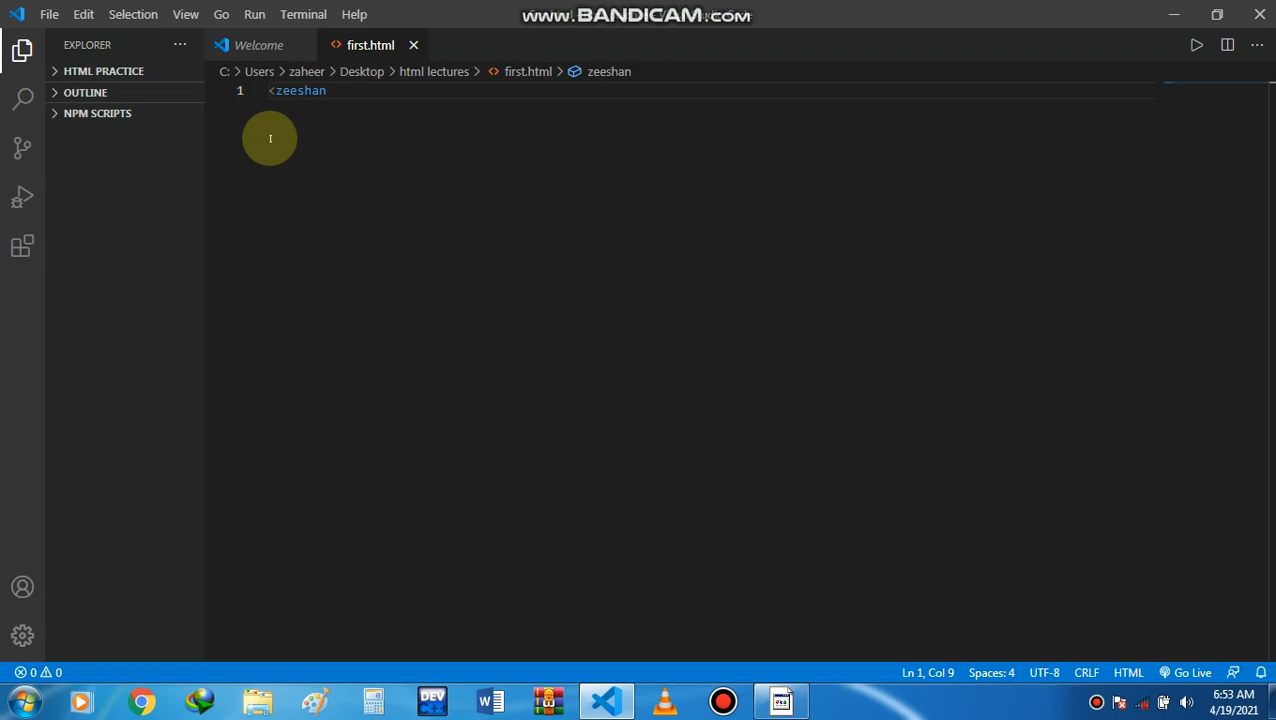 File Edit Selection View Go Run Terminal Help
www.BANDICAM.com
EXPLORER ··· Welcome first.html
C: > Users > zaheer > Desktop > html lectures > first.html > zeeshan
HTML PRACTICE
OUTLINE
NPM SCRIPTS
1 <zeeshan
0 0 Ln 1, Col 9 Spaces: 4 UTF-8 CRLF HTML Go Live
DEV C++
6:53 AM
4/19/2021